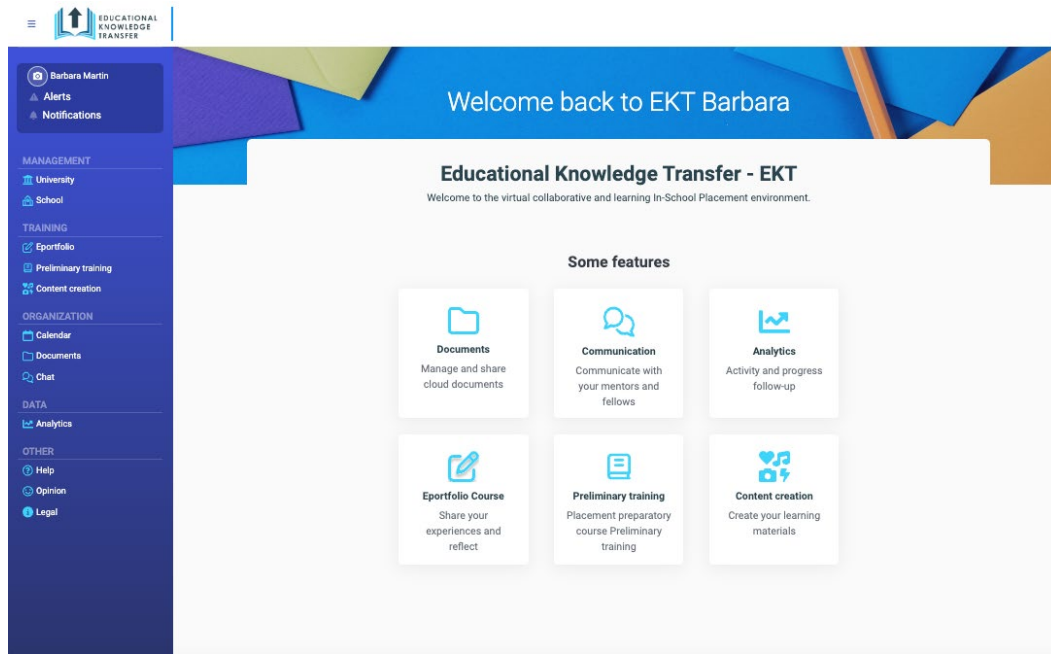 EDUCATIONAL
KNOWLEDGE
TRANSFER
Barbara Martin
Alerts
Notifications
MANAGEMENT
University
School
TRAINING
Eportfolio
Preliminary training
Content creation
ORGANIZATION
Calendar
Documents
Chat
DATA
Analytics
OTHER
Help
Opinion
Legal
Welcome back to EKT Barbara
Educational Knowledge Transfer - EKT
Welcome to the virtual collaborative and learning In-School Placement environment.
Some features
Documents
Manage and share
cloud documents
Communication
Communicate with
your mentors and
fellows
Analytics
Activity and progress
follow-up
Eportfolio Course
Share your
experiences and
reflect
Preliminary training
Placement preparatory
course Preliminary
training
Content creation
Create your learning
materials